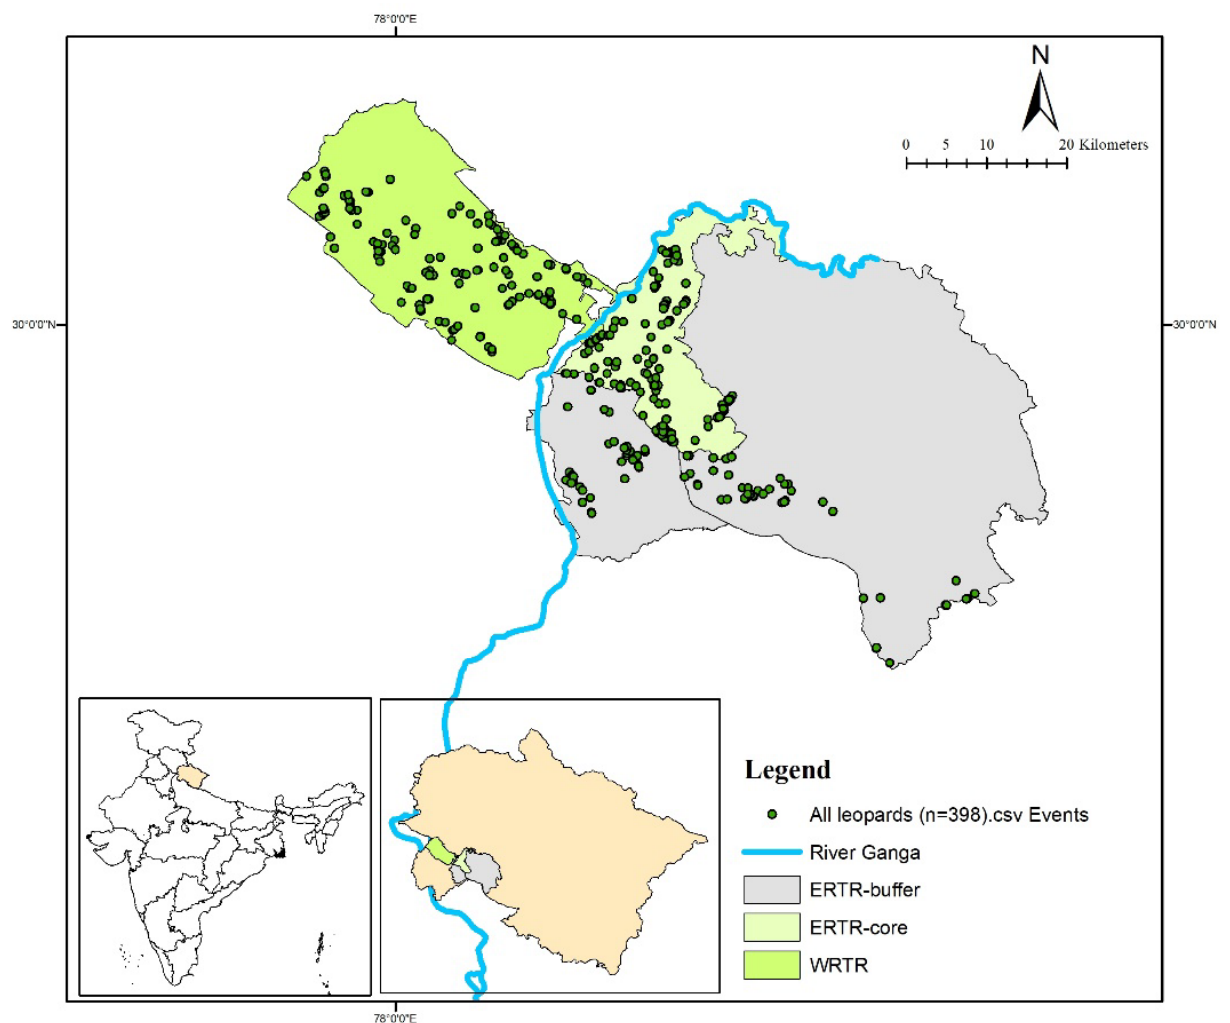 78°0'0"E
N
0 5 10 20 Kilometers
30°0'0"N 30°0'0"N
Legend
All leopards (n=398).csv Events
River Ganga
ERTR-buffer
ERTR-core
WRTR
78°0'0"E